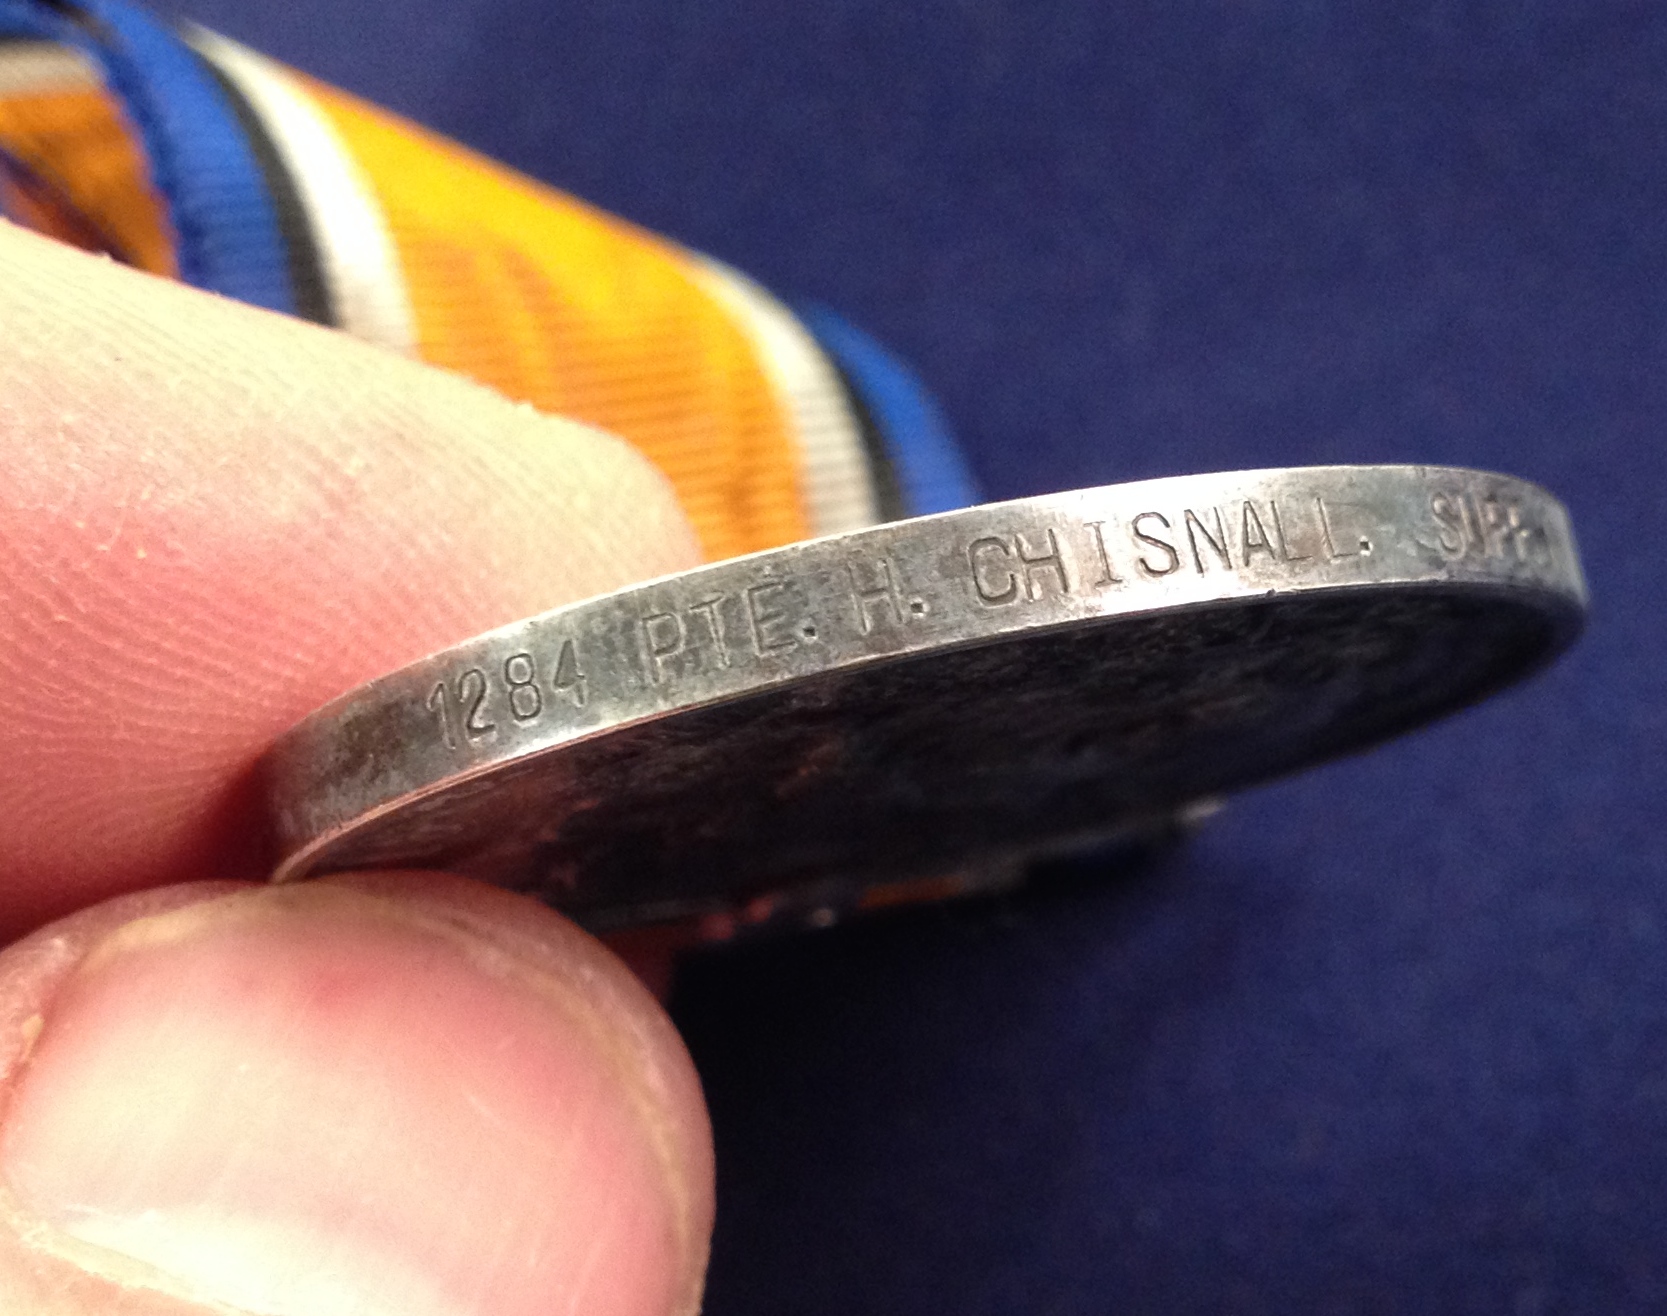 1284 PTE. H. CHISNALL.